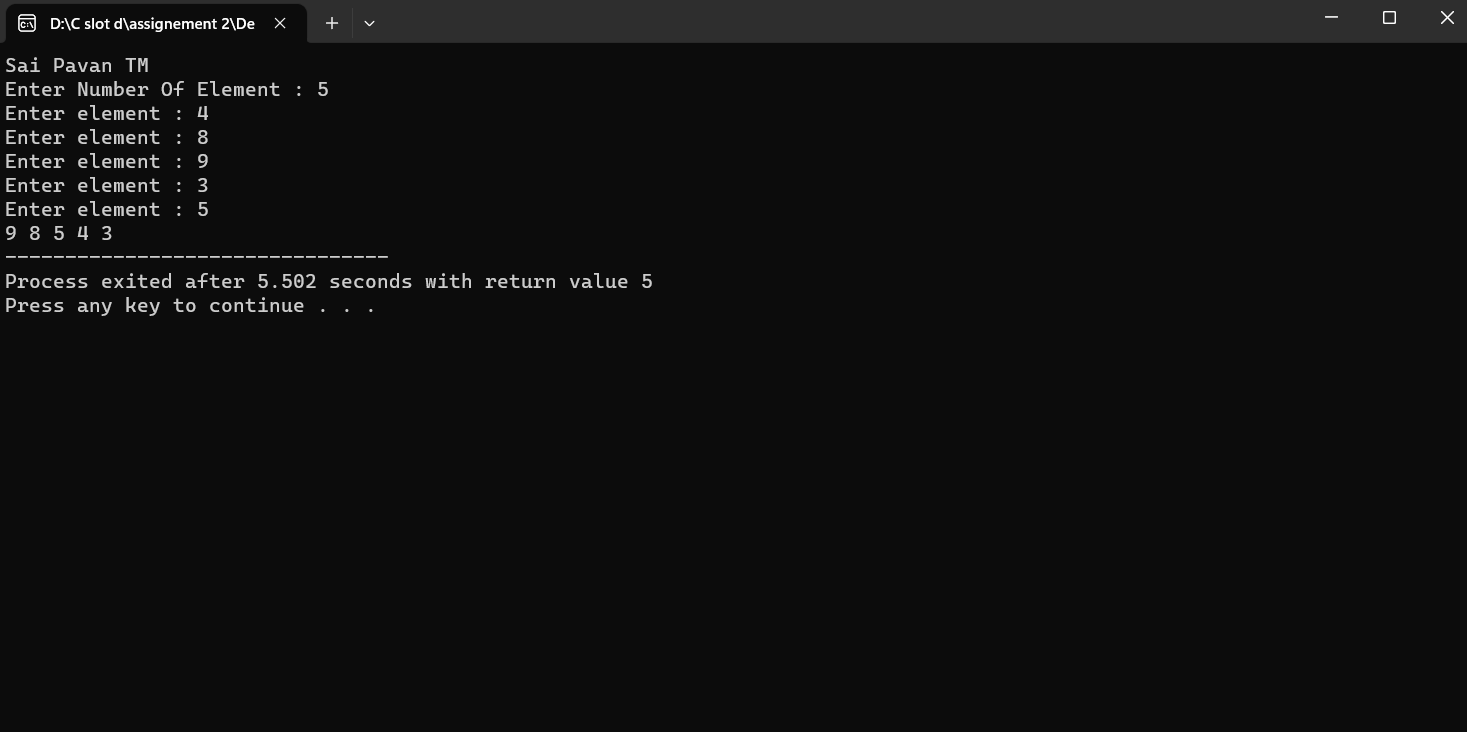 D:\C slot d\assignement 2\De
Sai Pavan TM
Enter Number Of Element : 5
Enter element : 4
Enter element : 8
Enter element : 9
Enter element : 3
Enter element : 5
9 8 5 4 3
--------------------------------
Process exited after 5.502 seconds with return value 5
Press any key to continue . . .